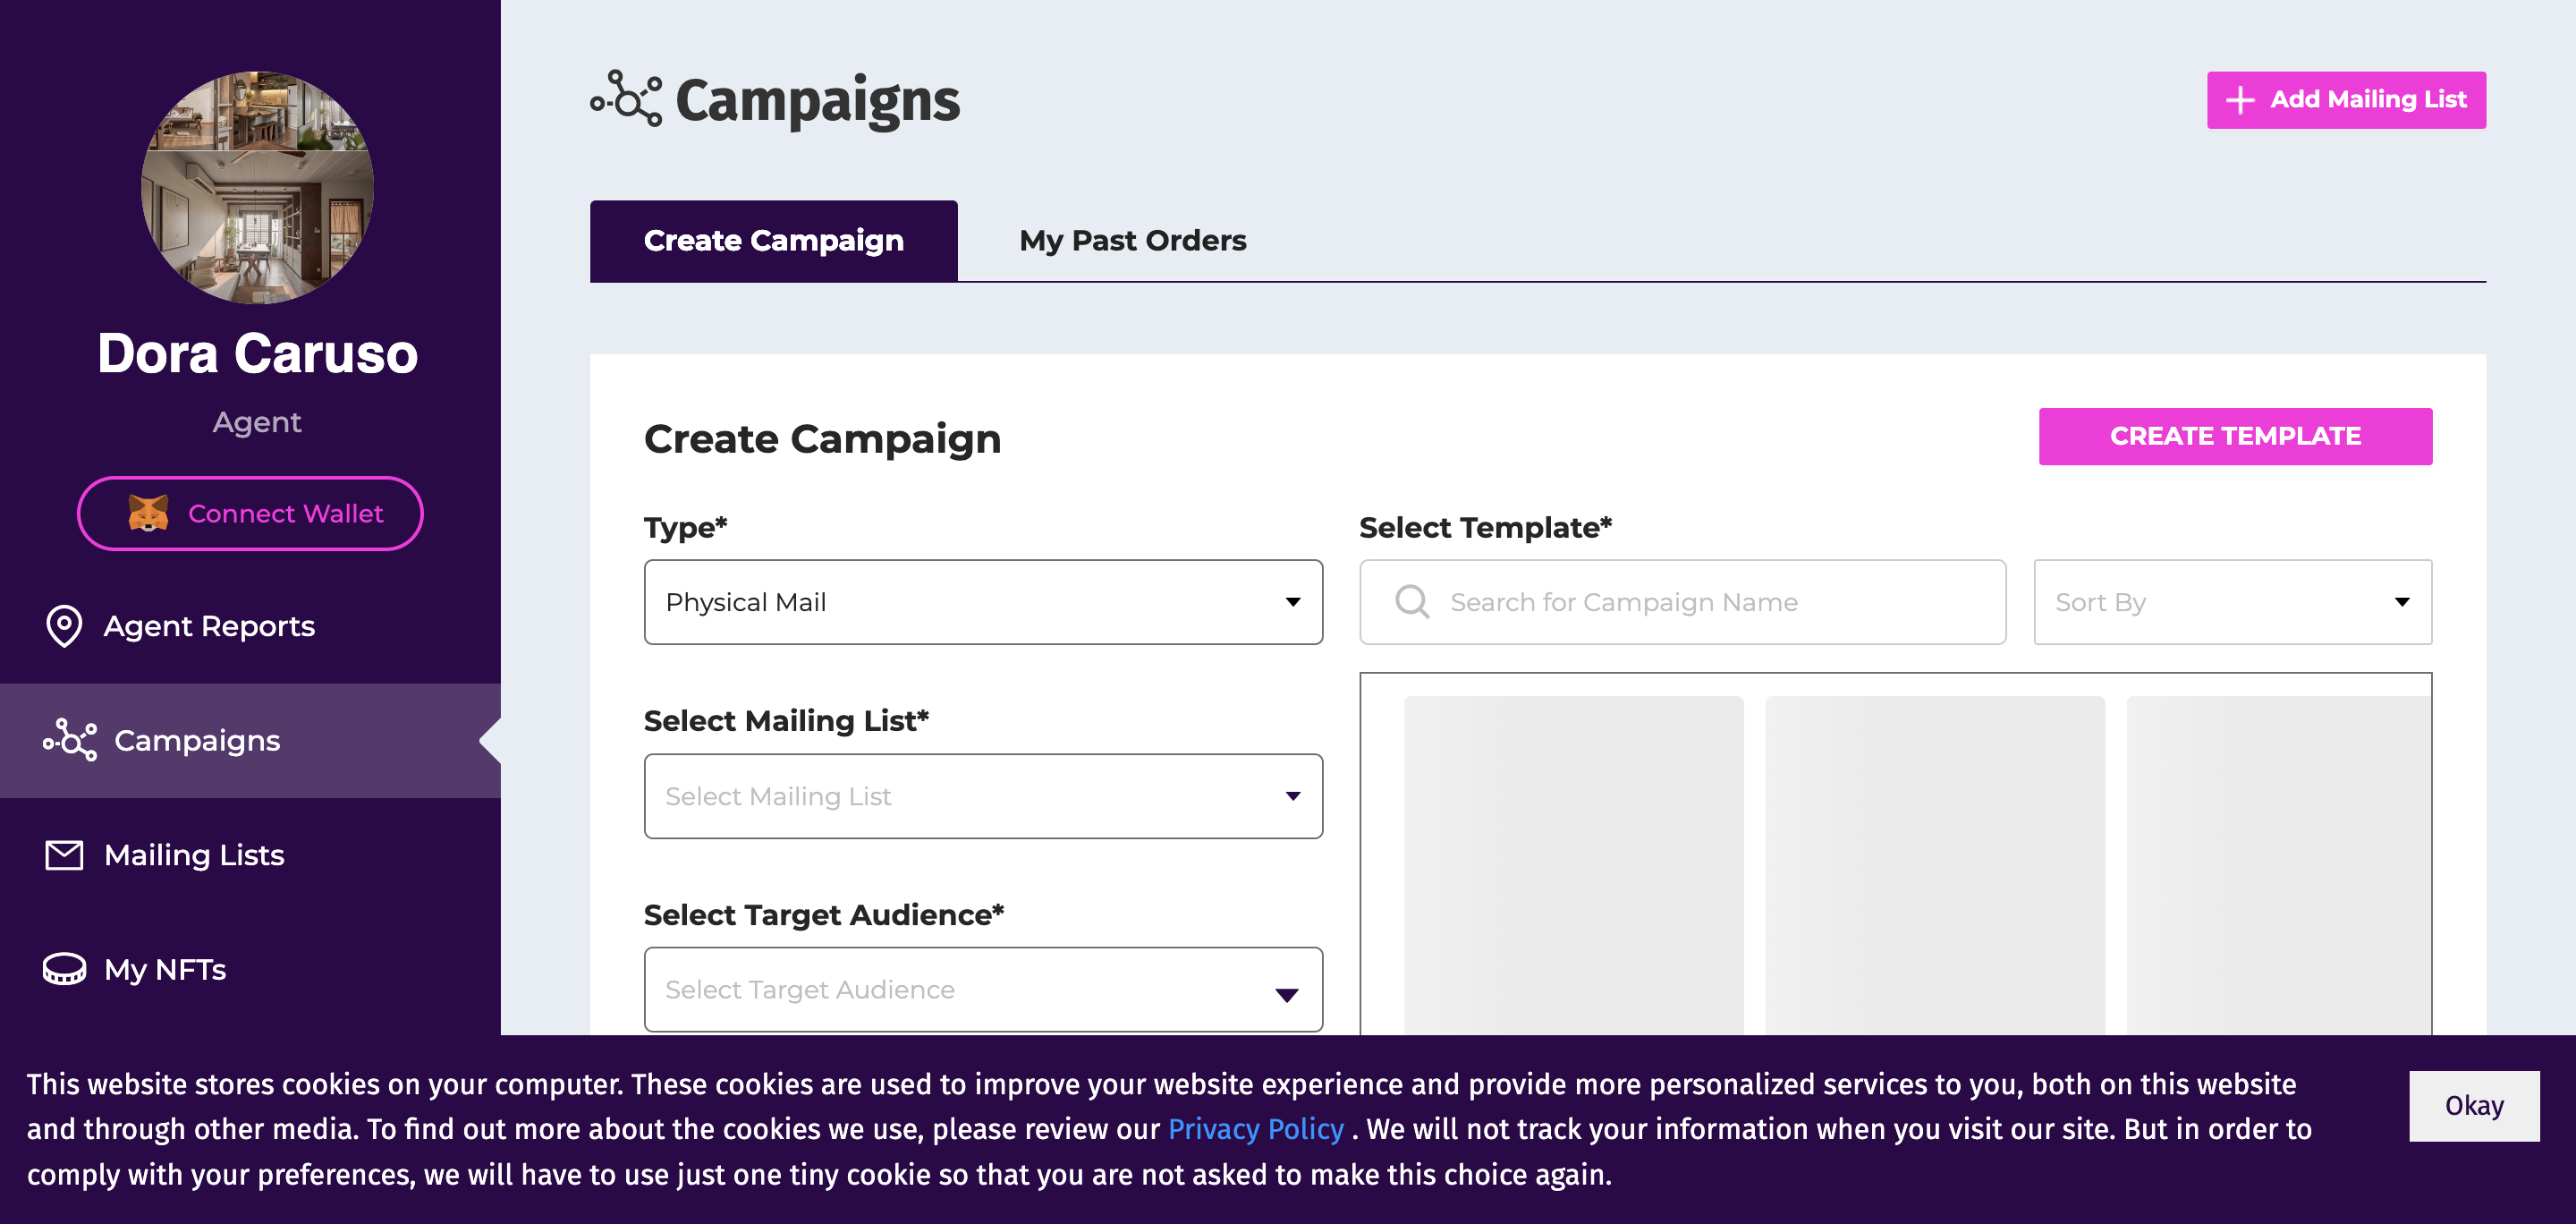 Dora Caruso
Agent
Connect Wallet
Agent Reports
Campaigns
Mailing Lists
My NFTs
Campaigns
Add Mailing List
Create Campaign
My Past Orders
Create Campaign
CREATE TEMPLATE
Type*
Physical Mail
Select Mailing List*
Select Mailing List
Select Target Audience*
Select Target Audience
Select Template*
Search for Campaign Name
Sort By
This website stores cookies on your computer. These cookies are used to improve your website experience and provide more personalized services to you, both on this website
and through other media. To find out more about the cookies we use, please review our Privacy Policy . We will not track your information when you visit our site. But in order to
comply with your preferences, we will have to use just one tiny cookie so that you are not asked to make this choice again.
Okay